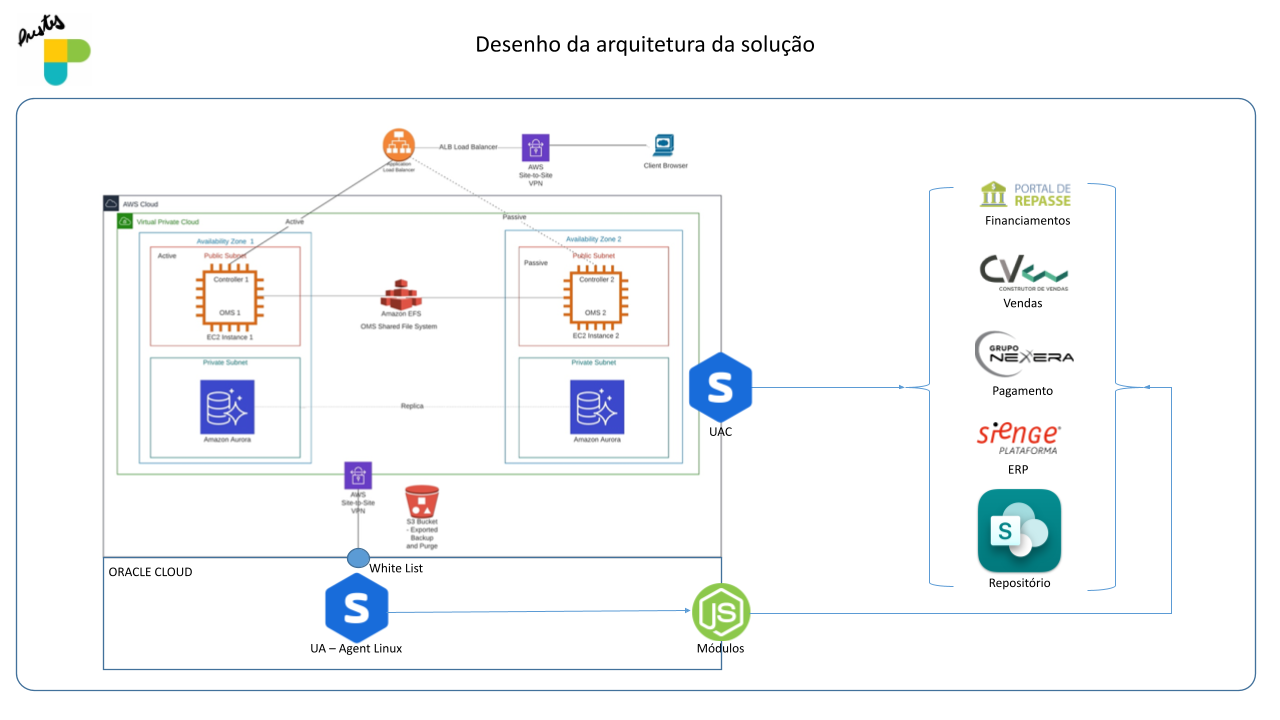 Prestes
Desenho da arquitetura da solução
Application
Load Balancer
ALB Load Balancer
AWS
Site-to-Site
VPN
Client Browser
AWS Cloud
Virtual Private Cloud
Active
Passive
Availability Zone 1
Public Subnet
Active
Controller 1
OMS 1
EC2 Instance 1
Private Subnet
Amazon Aurora
Amazon EFS
OMS Shared File System
Replica
Availability Zone 2
Public Subnet
Passive
Controller 2
OMS 2
EC2 Instance 2
Private Subnet
Amazon Aurora
S
UAC
AWS
Site-to-Site
VPN
S3 Bucket
- Exported
Backup
and Purge
ORACLE CLOUD
White List
S
UA – Agent Linux
JS
Módulos
PORTAL DE
REPASSE
Financiamentos
CV
CONSTRUTOR DE VENDAS
Vendas
GRUPO
NEXERA
Pagamento
sienge
PLATAFORMA
ERP
S
Repositório